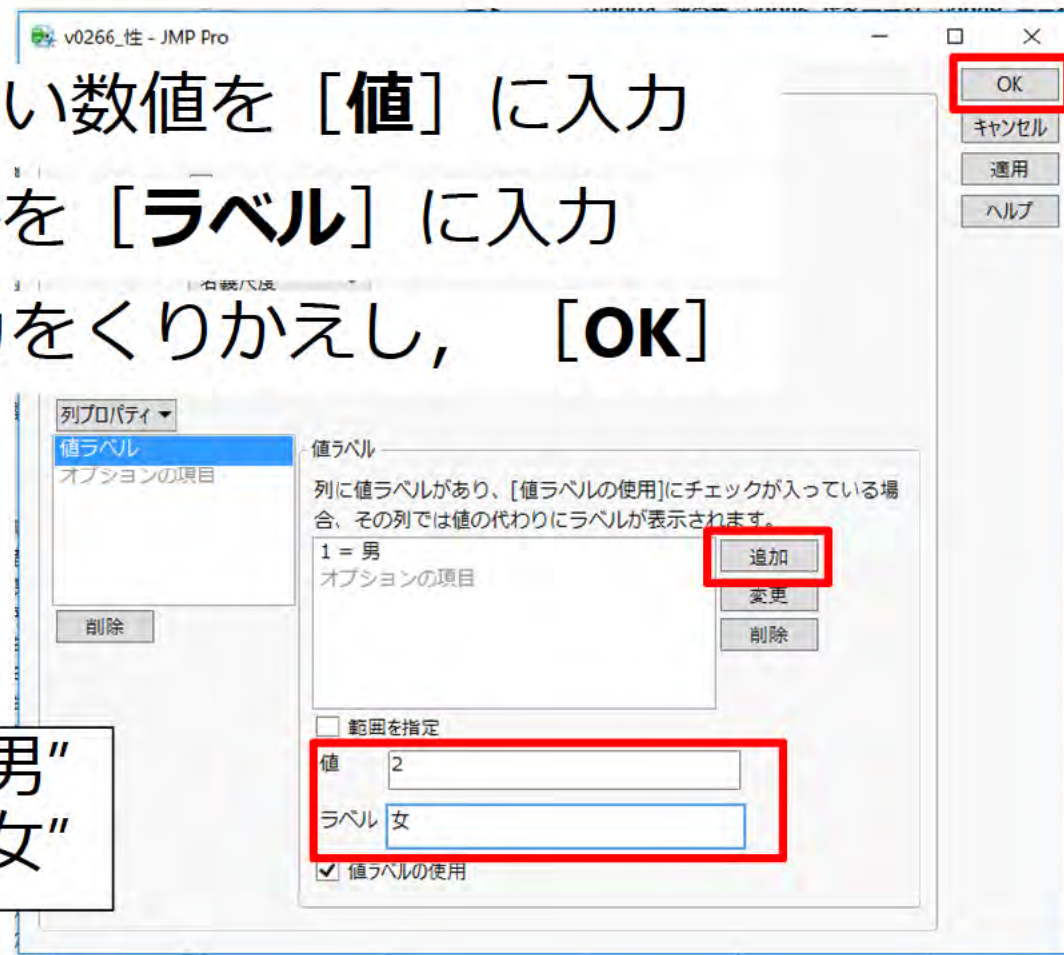 v0266_性 - JMP Pro
い数値を［値］に入力
OK
キャンセル
を［ラベル］に入力
適用
ヘルプ
名義尺度
をくりかえし，［OK］
列プロパティ
値ラベル
オプションの項目
削除
値ラベル
列に値ラベルがあり、[値ラベルの使用]にチェックが入っている場
合、その列では値の代わりにラベルが表示されます。
1 = 男
オプションの項目
追加
変更
削除
範囲を指定
値 2
ラベル 女
値ラベルの使用
男"
女"